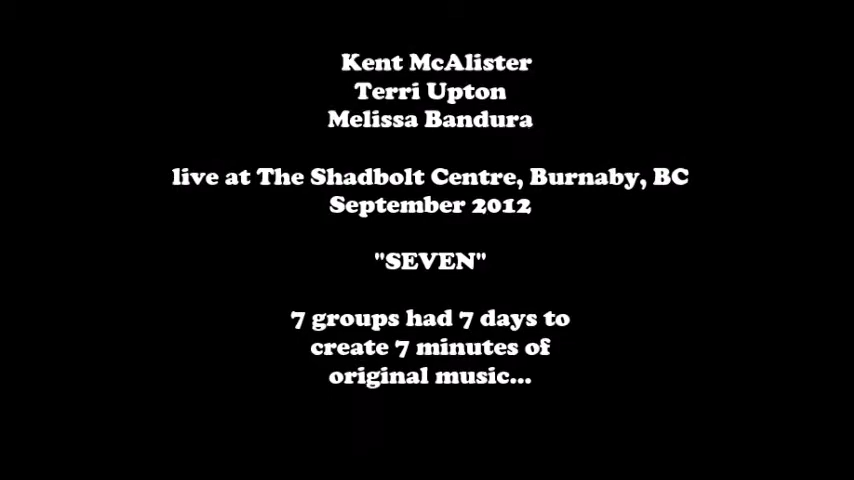 Kent McAlister
Terri Upton
Melissa Bandura
live at The Shadbolt Centre, Burnaby, BC
September 2012
"SEVEN"
7 groups had 7 days to
create 7 minutes of
original music...